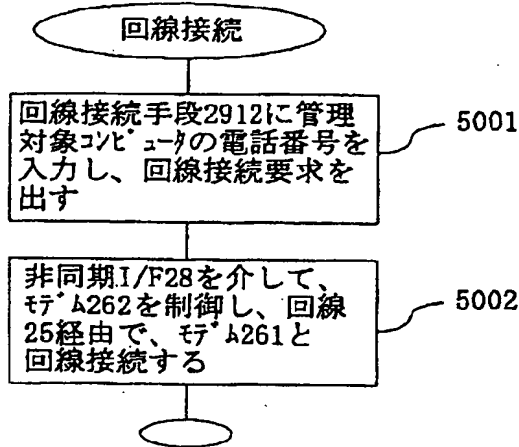 回線接続
回線接続手段2912に管理
対象ｺﾝﾋﾟｭｰﾀの電話番号を
入力し、回線接続要求を
出す
5001
非同期I/F28を介して、
ﾓﾃﾞﾑ262を制御し、回線
25経由で、ﾓﾃﾞﾑ261と
回線接続する
5002